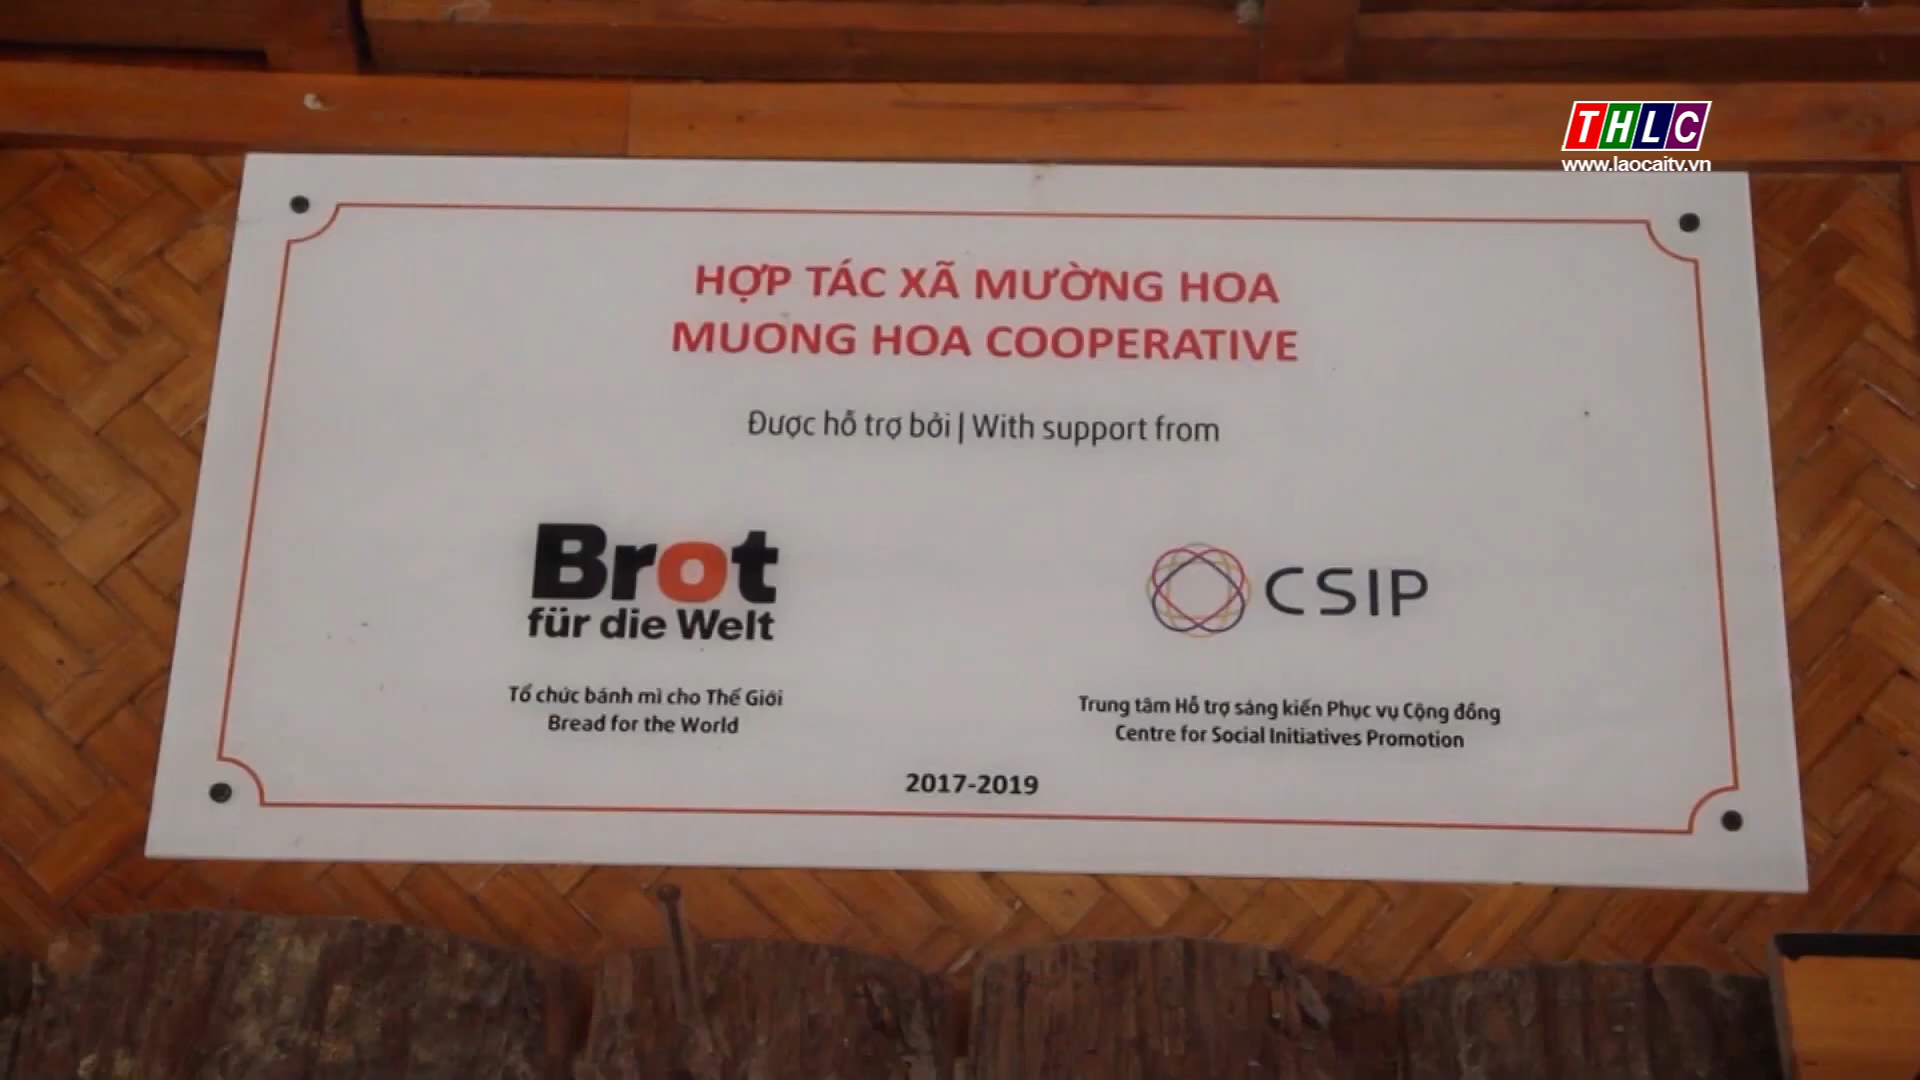 THLC
www.laocaitv.vn
HỢP TÁC XÃ MƯỜNG HOA
MUONG HOA COOPERATIVE
Được hỗ trợ bởi | With support from
Brot
für die Welt
CSIP
Tổ chức bánh mì cho Thế Giới
Bread for the World
Trung tâm Hỗ trợ sáng kiến Phục vụ Cộng đồng
Centre for Social Initiatives Promotion
2017-2019